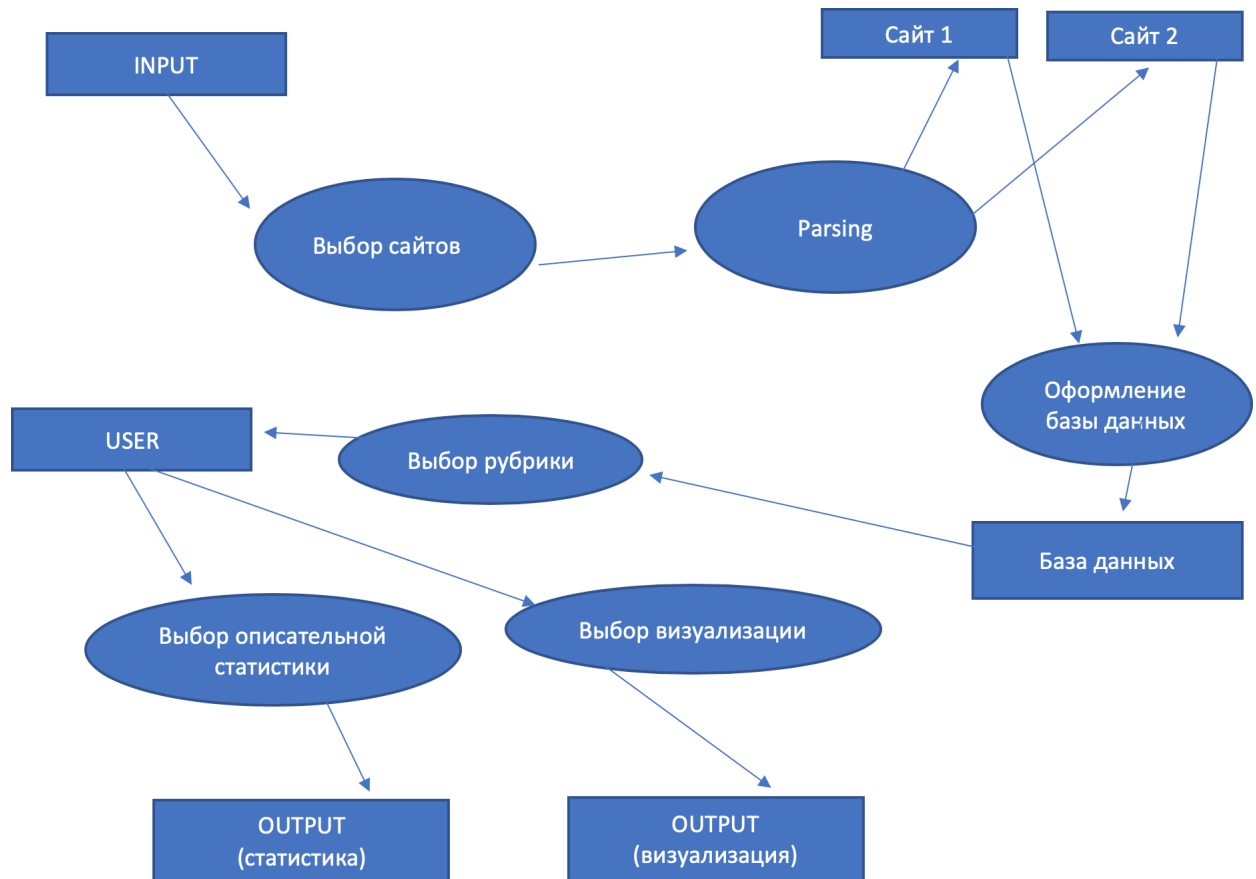 Сайт 1
Сайт 2
INPUT
Выбор сайтов
Parsing
Оформление
базы данных
USER
Выбор рубрики
База данных
Выбор описательной
статистики
Выбор визуализации
OUTPUT
(статистика)
OUTPUT
(визуализация)